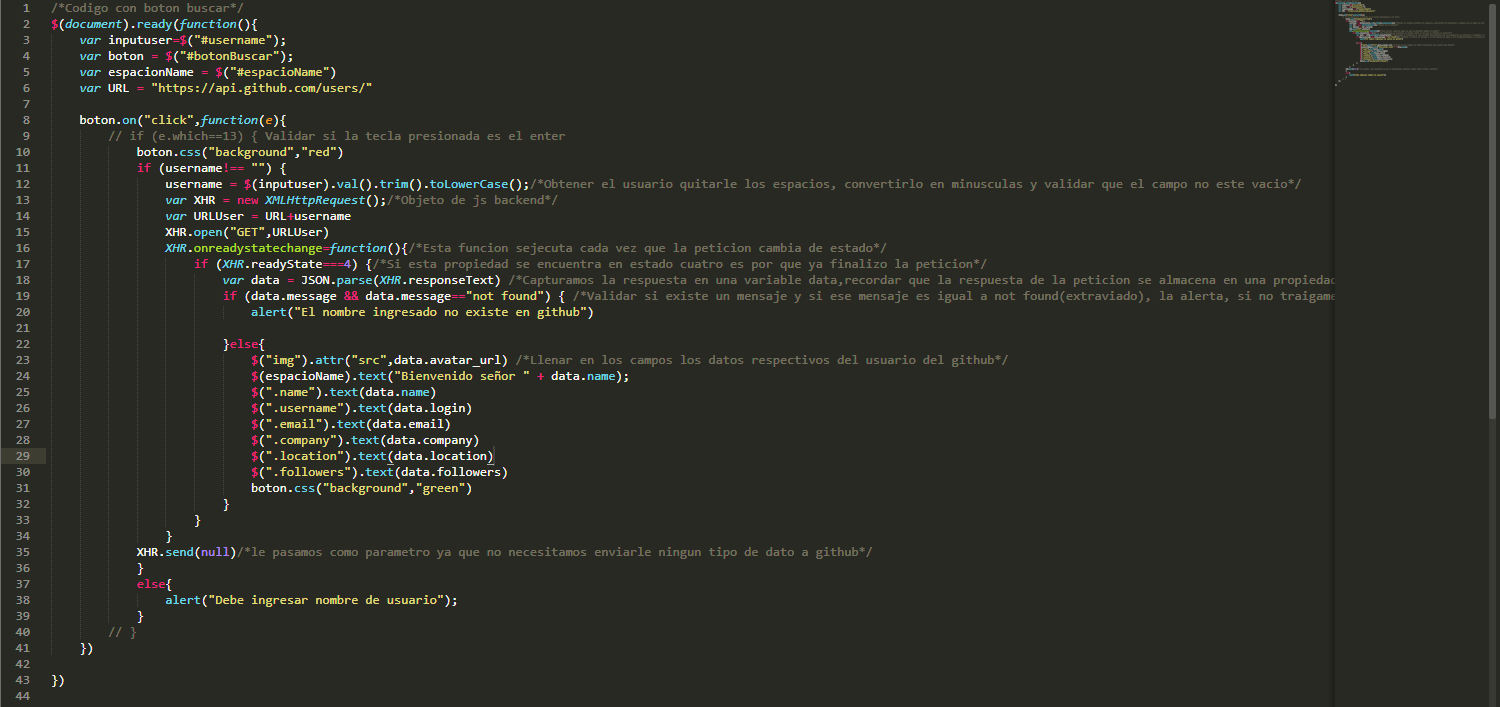 1 /*Codigo con boton buscar*/
2 $(document).ready(function(){
3 var inputuser=$("#username");
4 var boton = $("#botonBuscar");
5 var espacionName = $("#espacioName")
6 var URL = "https://api.github.com/users/"
7
8 boton.on("click",function(e){
9 // if (e.which==13) { Validar si la tecla presionada es el enter
10 boton.css("background","red")
11 if (username!== "") {
12 username = $(inputuser).val().trim().toLowerCase();/*Obtener el usuario quitarle los espacios, convertirlo en minusculas y validar que el campo no este vacio*/
13 var XHR = new XMLHttpRequest();/*Objeto de js backend*/
14 var URLUser = URL+username
15 XHR.open("GET",URLUser)
16 XHR.onreadystatechange=function(){/*Esta funcion sejecuta cada vez que la peticion cambia de estado*/
17 if (XHR.readyState===4) {/*Si esta propiedad se encuentra en estado cuatro es por que ya finalizo la peticion*/
18 var data = JSON.parse(XHR.responseText) /*Capturamos la respuesta en una variable data,recordar que la respuesta de la peticion se almacena en una propiedad
19 if (data.message && data.message=="not found") { /*Validar si existe un mensaje y si ese mensaje es igual a not found(extraviado), la alerta, si no traigame
20 alert("El nombre ingresado no existe en github")
21
22 }else{
23 $("img").attr("src",data.avatar_url) /*Llenar en los campos los datos respectivos del usuario del github*/
24 $(espacioName).text("Bienvenido señor " + data.name);
25 $(".name").text(data.name)
26 $(".username").text(data.login)
27 $(".email").text(data.email)
28 $(".company").text(data.company)
29 $(".location").text(data.location)
30 $(".followers").text(data.followers)
31 boton.css("background","green")
32 }
33 }
34 }
35 XHR.send(null)/*le pasamos como parametro ya que no necesitamos enviarle ningun tipo de dato a github*/
36 }
37 else{
38 alert("Debe ingresar nombre de usuario");
39 }
40 // }
41 })
42
43 })
44